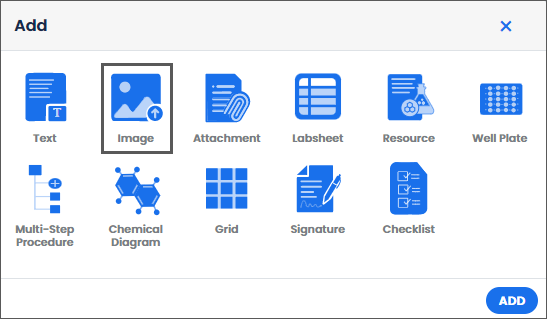 Add
T
Text
Image
Attachment
Labsheet
Resource
Well Plate
Multi-Step
Procedure
Chemical
Diagram
Grid
Signature
Checklist
ADD